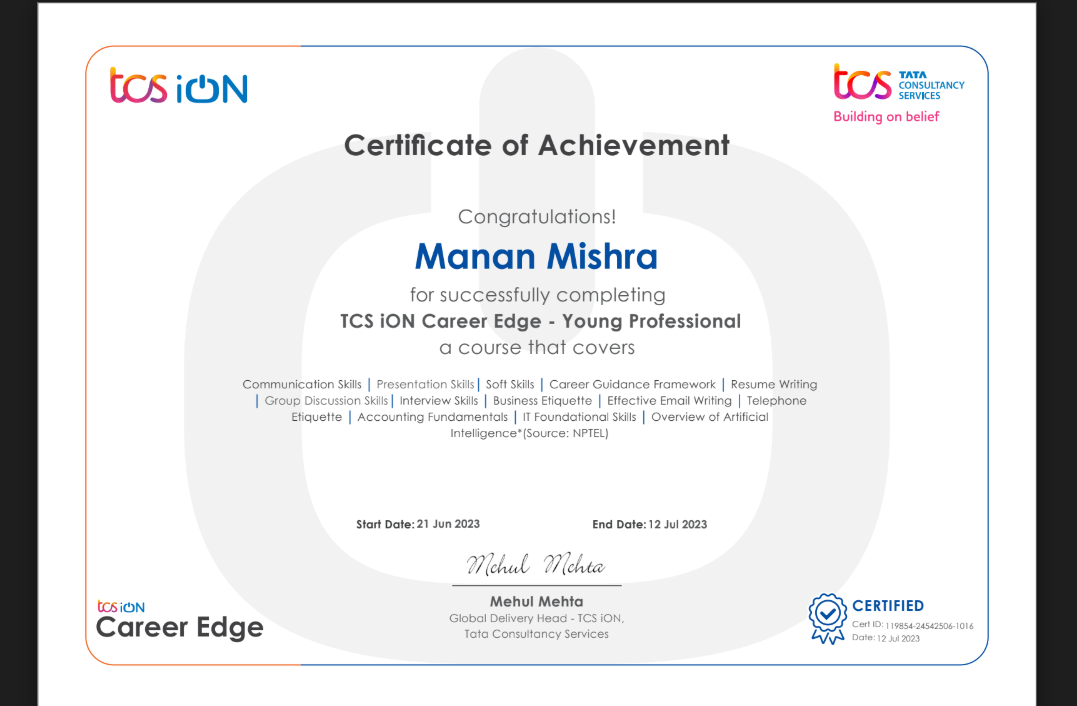 tcs iON
tcs TATA
CONSULTANCY
SERVICES
Building on belief
Certificate of Achievement
Congratulations!
Manan Mishra
for successfully completing
TCS iON Career Edge - Young Professional
a course that covers
Communication Skills | Presentation Skills | Soft Skills | Career Guidance Framework | Resume Writing
| Group Discussion Skills | Interview Skills | Business Etiquette | Effective Email Writing | Telephone
Etiquette | Accounting Fundamentals | IT Foundational Skills | Overview of Artificial
Intelligence*(Source: NPTEL)
Start Date: 21 Jun 2023 End Date: 12 Jul 2023
Mehul Mehta
Mehul Mehta
Global Delivery Head - TCS iON,
Tata Consultancy Services
tcs iON
Career Edge
CERTIFIED
Cert ID: 119854-24542506-1016
Date: 12 Jul 2023